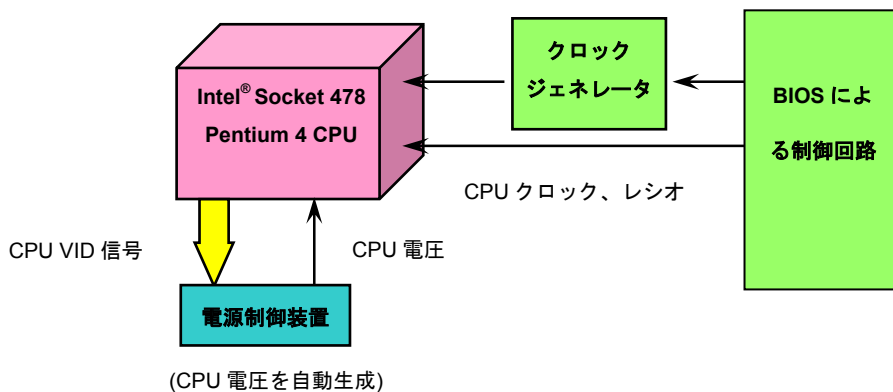 Intel® Socket 478
Pentium 4 CPU
クロック
ジェネレータ
BIOS によ
る制御回路
CPU クロック、レシオ
CPU VID 信号
CPU 電圧
電源制御装置
(CPU 電圧を自動生成)